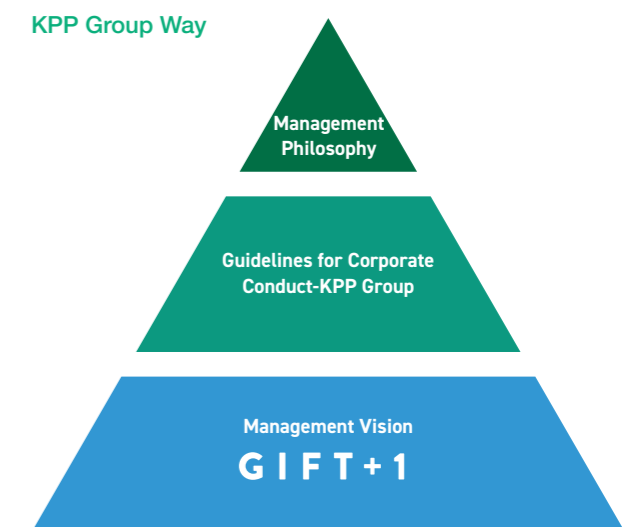 KPP Group Way
Management
Philosophy
Guidelines for Corporate
Conduct-KPP Group
Management Vision
GIFT+1